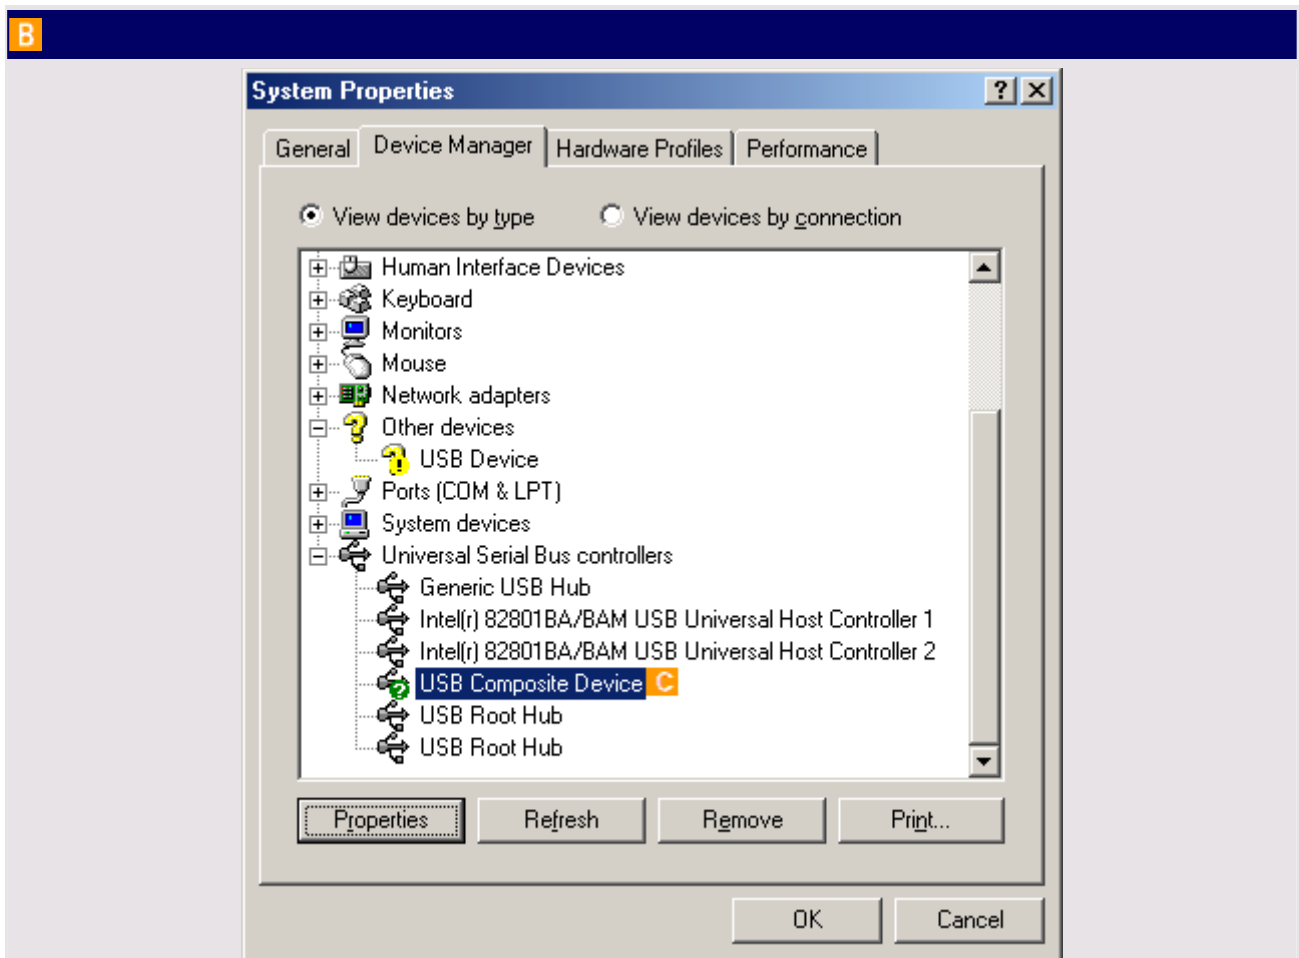 B
System Properties
General Device Manager Hardware Profiles Performance
View devices by type View devices by connection
Human Interface Devices
Keyboard
Monitors
Mouse
Network adapters
Other devices
USB Device
Ports (COM & LPT)
System devices
Universal Serial Bus controllers
Generic USB Hub
Intel(r) 82801BA/BAM USB Universal Host Controller 1
Intel(r) 82801BA/BAM USB Universal Host Controller 2
USB Composite Device C
USB Root Hub
USB Root Hub
Properties Refresh Remove Print...
OK Cancel